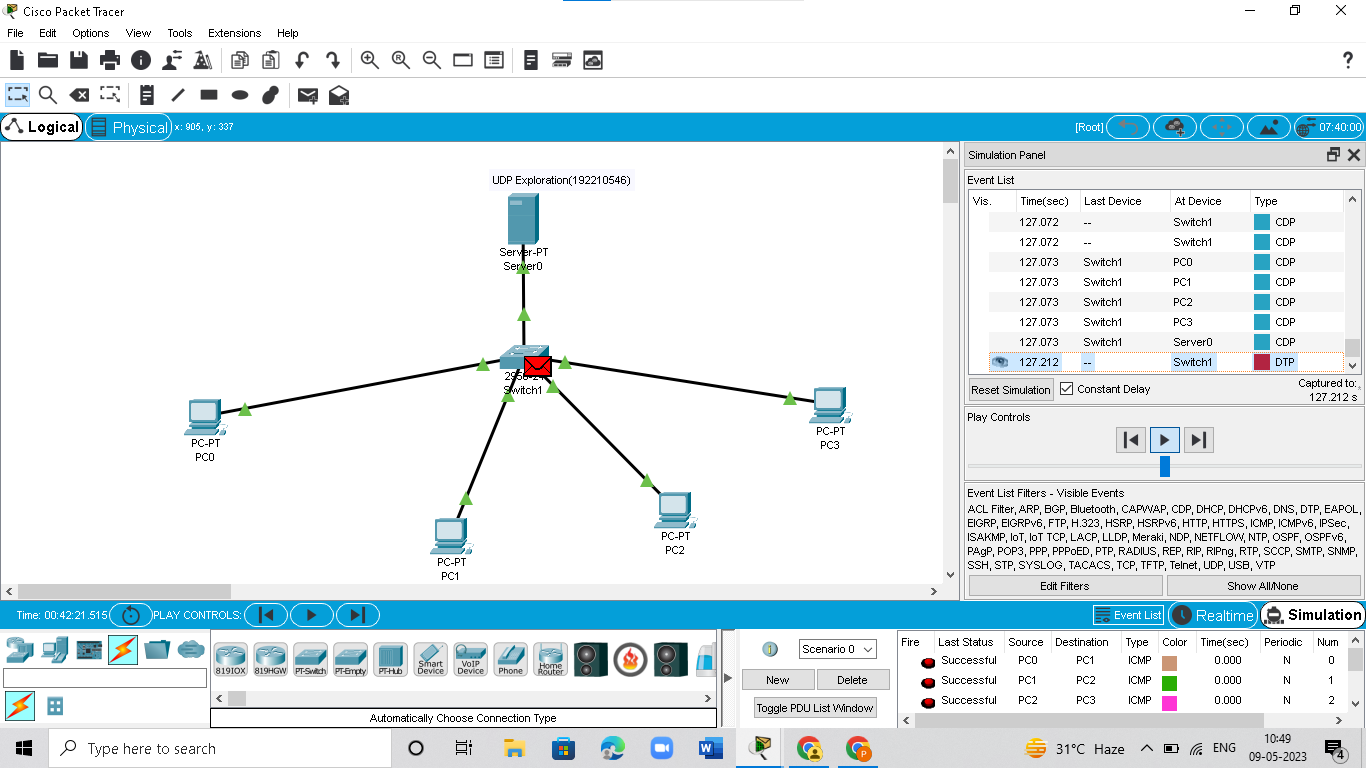 Cisco Packet Tracer
File Edit Options View Tools Extensions Help
?
Logical Physical x: 905, y: 337 [Root] 07:40:00
UDP Exploration(192210546)
Server-PT
Server0
Switch1
PC-PT
PC0
PC-PT
PC1
PC-PT
PC2
PC-PT
PC3
Simulation Panel
Event List
Vis. Time(sec) Last Device At Device Type
127.072 -- Switch1 CDP
127.072 -- Switch1 CDP
127.073 Switch1 PC0 CDP
127.073 Switch1 PC1 CDP
127.073 Switch1 PC2 CDP
127.073 Switch1 PC3 CDP
127.073 Switch1 Server0 CDP
127.212 -- Switch1 DTP
Reset Simulation Constant Delay Captured to:
127.212 s
Play Controls
Event List Filters - Visible Events
ACL Filter, ARP, BGP, Bluetooth, CAPWAP, CDP, DHCP, DHCPv6, DNS, DTP, EAPOL,
EIGRP, EIGRPv6, FTP, H.323, HSRP, HSRPv6, HTTP, HTTPS, ICMP, ICMPv6, IPSec,
ISAKMP, IoT, IoT TCP, LACP, LLDP, Meraki, NDP, NETFLOW, NTP, OSPF, OSPFv6,
PAgP, POP3, PPP, PPPoED, PTP, RADIUS, REP, RIP, RIPng, RTP, SCCP, SMTP, SNMP,
SSH, STP, SYSLOG, TACACS, TCP, TFTP, Telnet, UDP, USB, VTP
Edit Filters Show All/None
Time: 00:42:21.515 PLAY CONTROLS: Event List Realtime Simulation
819IOX 819HGW PT-Switch PT-Empty PT-Hub Smart Device VoIP Device Phone Home Router
Automatically Choose Connection Type
Scenario 0
New Delete
Toggle PDU List Window
Fire Last Status Source Destination Type Color Time(sec) Periodic Num
Successful PC0 PC1 ICMP 0.000 N 0
Successful PC1 PC2 ICMP 0.000 N 1
Successful PC2 PC3 ICMP 0.000 N 2
Type here to search
31°C Haze ENG 10:49
09-05-2023
4